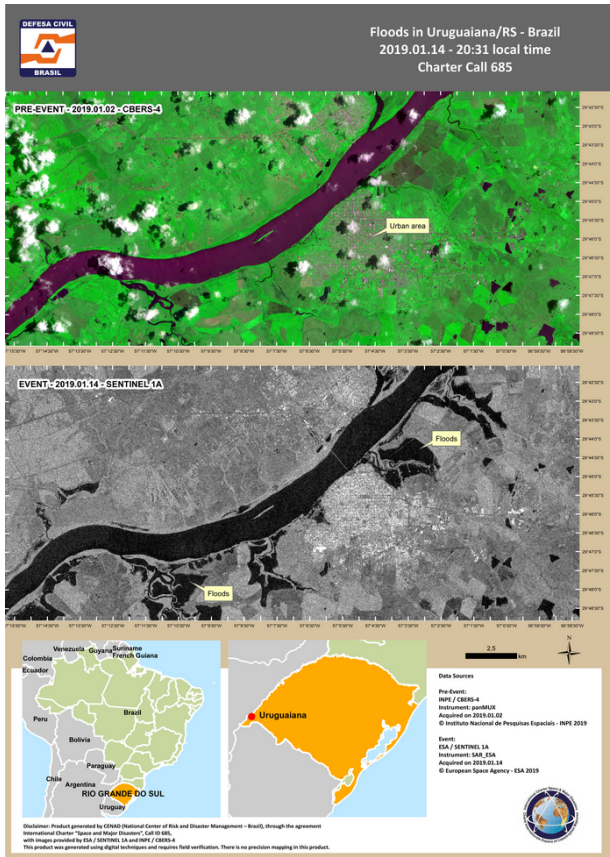 DEFESA CIVIL
BRASIL
Floods in Uruguaiana/RS - Brazil
2019.01.14 - 20:31 local time
Charter Call 685
PRE-EVENT - 2019.01.02 - CBERS-4
Urban area
EVENT - 2019.01.14 - SENTINEL 1A
Floods
Floods
2,5
km
N
Venezuela
Guyana
Suriname
French Guiana
Colombia
Ecuador
Brazil
Peru
Bolivia
Paraguay
Chile
Argentina
RIO GRANDE DO SUL
Uruguay
Uruguaiana
Data Sources
Pre-Event:
INPE / CBERS-4
Instrument: panMUX
Acquired on 2019.01.02
© Instituto Nacional de Pesquisas Espaciais - INPE 2019
Event:
ESA / SENTINEL 1A
Instrument: SAR_ESA
Acquired on 2019.01.14
© European Space Agency - ESA 2019
Disclaimer: Product generated by CENAD (National Center of Risk and Disaster Management – Brazil), through the agreement
International Charter "Space and Major Disasters", Call ID 685,
with images provided by ESA / SENTINEL 1A and INPE / CBERS-4
This product was generated using digital techniques and requires field verification. There is no precision mapping in this product.